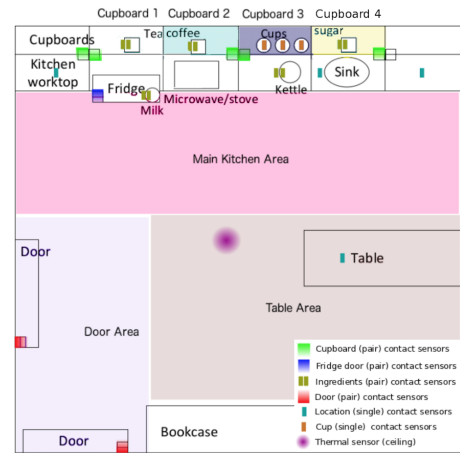 Cupboard 1 Cupboard 2 Cupboard 3 Cupboard 4
Cupboards
Tea
coffee
Cups
sugar
Kitchen
worktop
Fridge
Microwave/stove
Milk
Kettle
Sink
Main Kitchen Area
Door
Table
Table Area
Door Area
Door
Bookcase
Cupboard (pair) contact sensors
Fridge door (pair) contact sensors
Ingredients (pair) contact sensors
Door (pair) contact sensors
Location (single) contact sensors
Cup (single) contact sensors
Thermal sensor (ceiling)